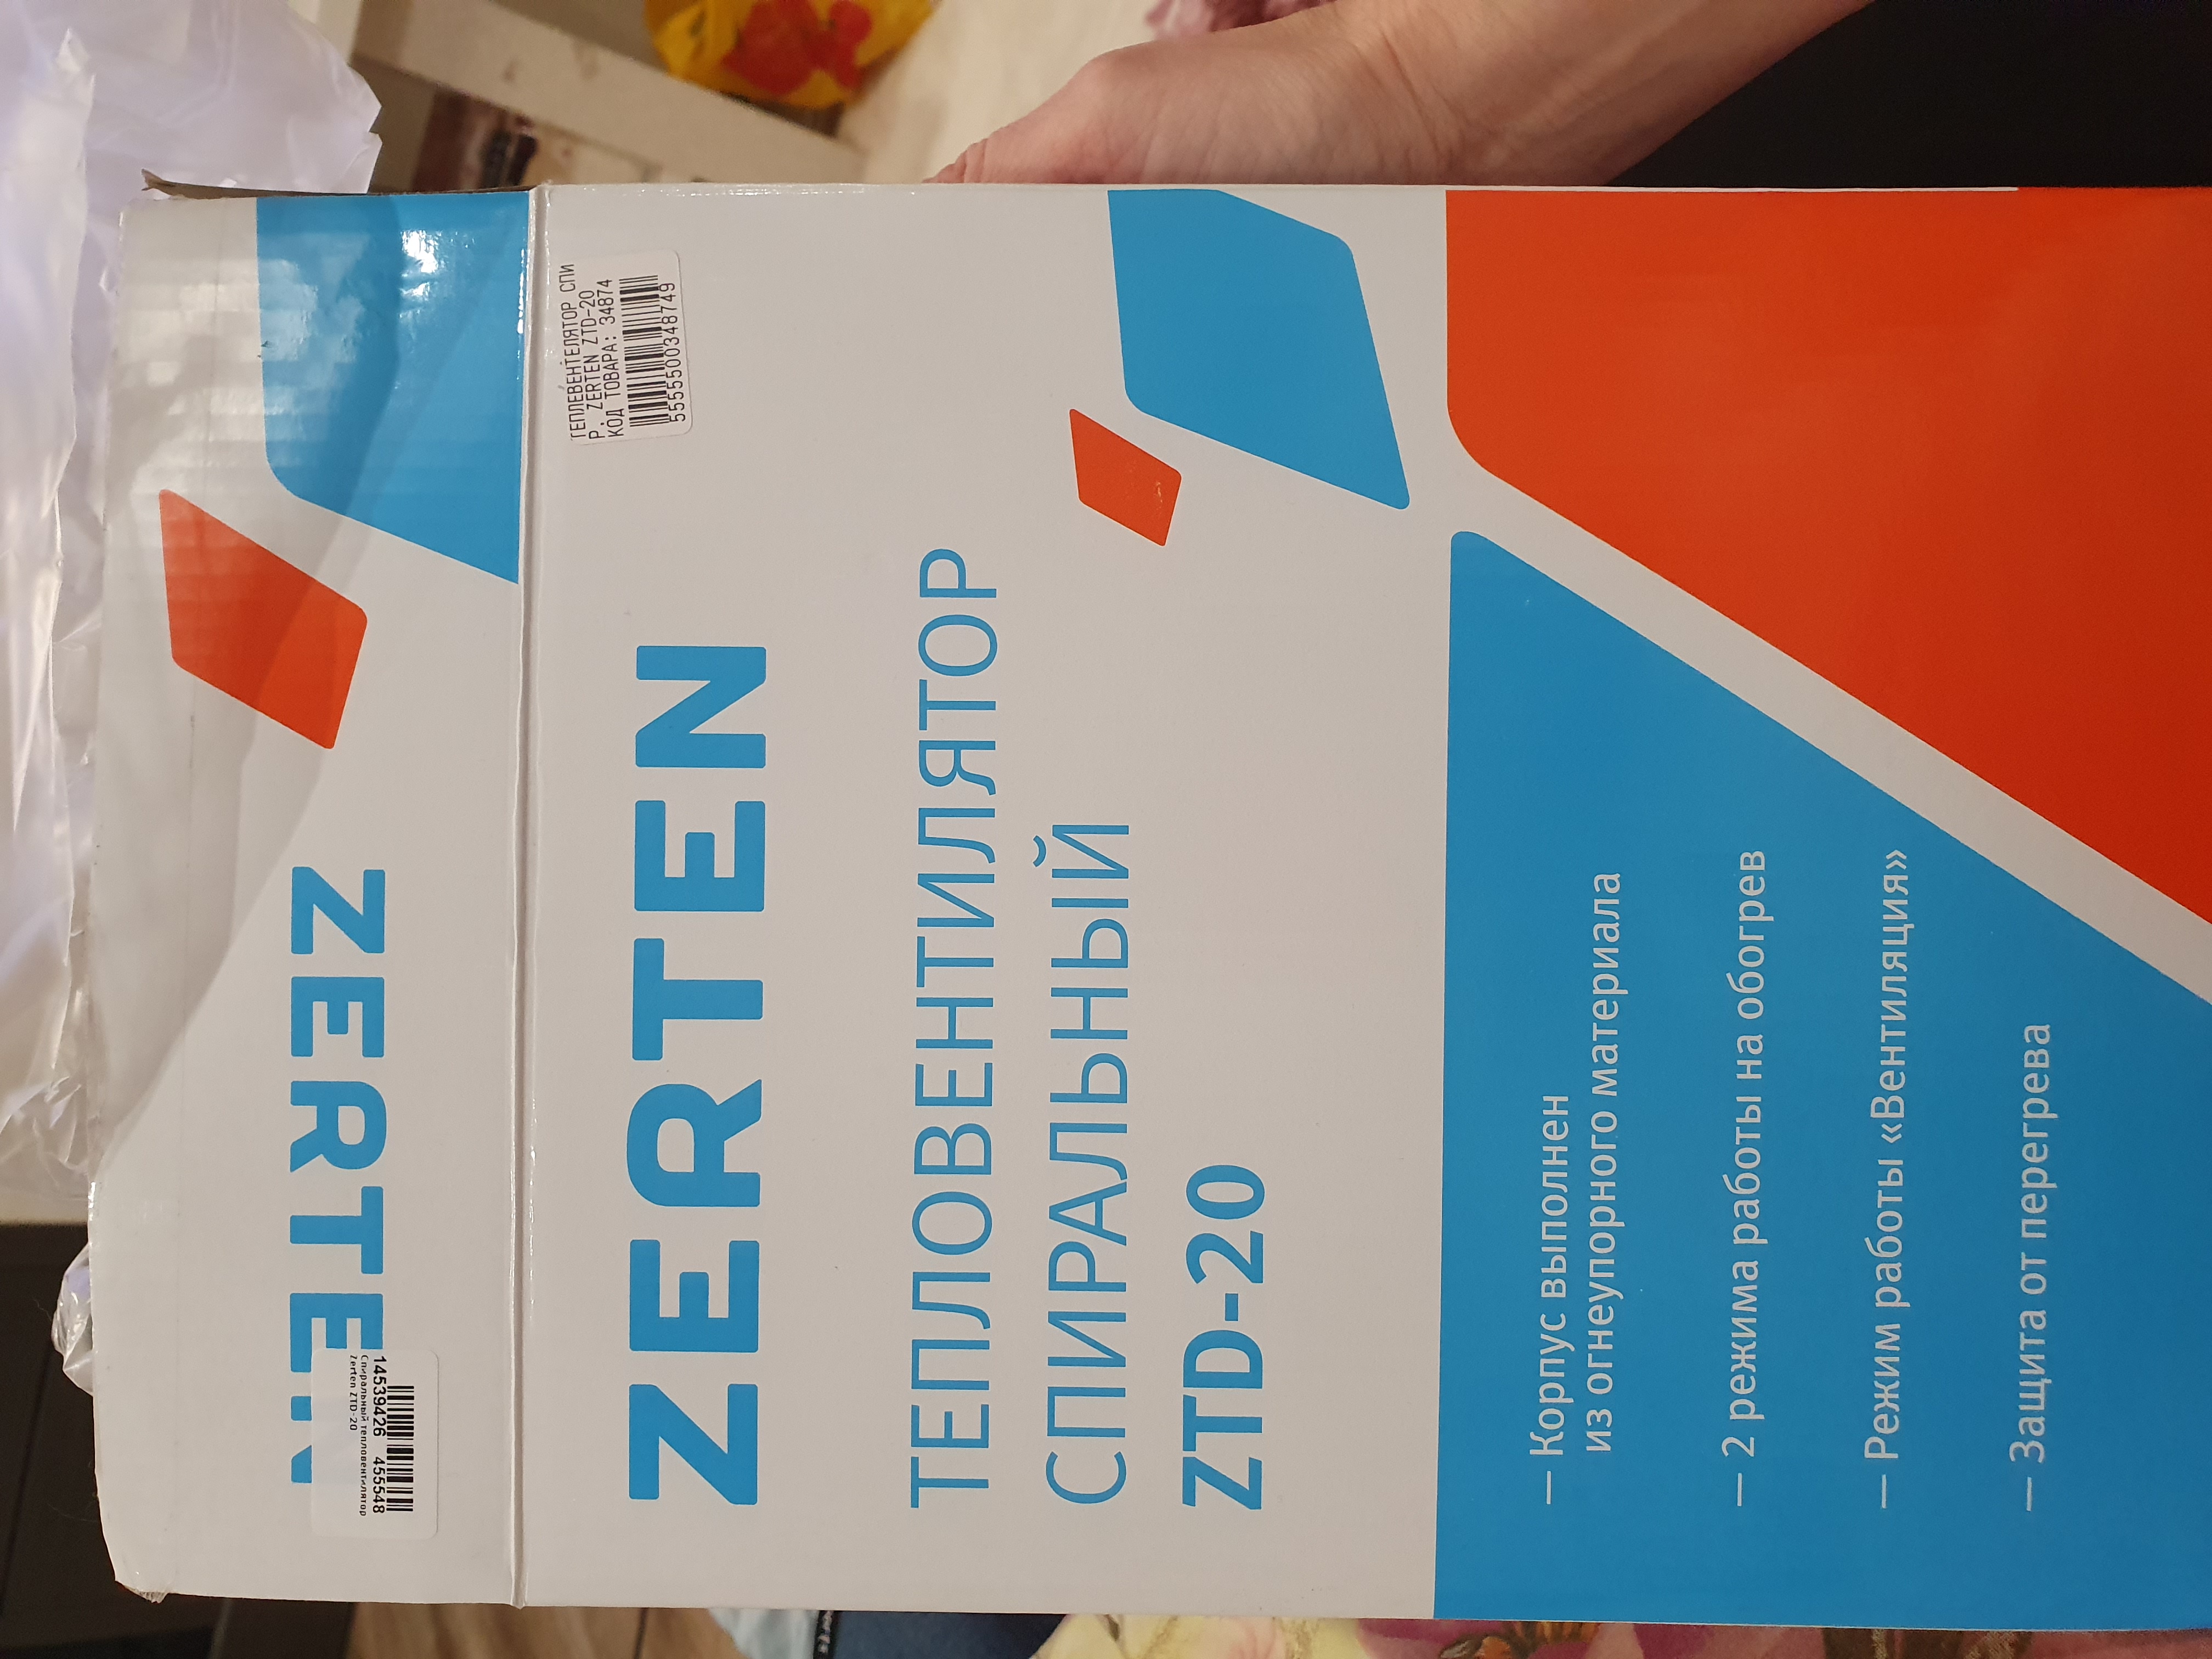 ZERTEN
14539426 455548
Спиральный тепловентилятор
Zerten ZTD-20
ТЕПЛЕВЕНТЕЛЯТОР СПИ
Р. ZERTEN ZTD-20
КОД ТОВАРА: 34874
5555500348749
ZERTEN
ТЕПЛОВЕНТИЛЯТОР
СПИРАЛЬНЫЙ
ZTD-20
— Корпус выполнен
из огнеупорного материала
— 2 режима работы на обогрев
— Режим работы «Вентиляция»
— Защита от перегрева